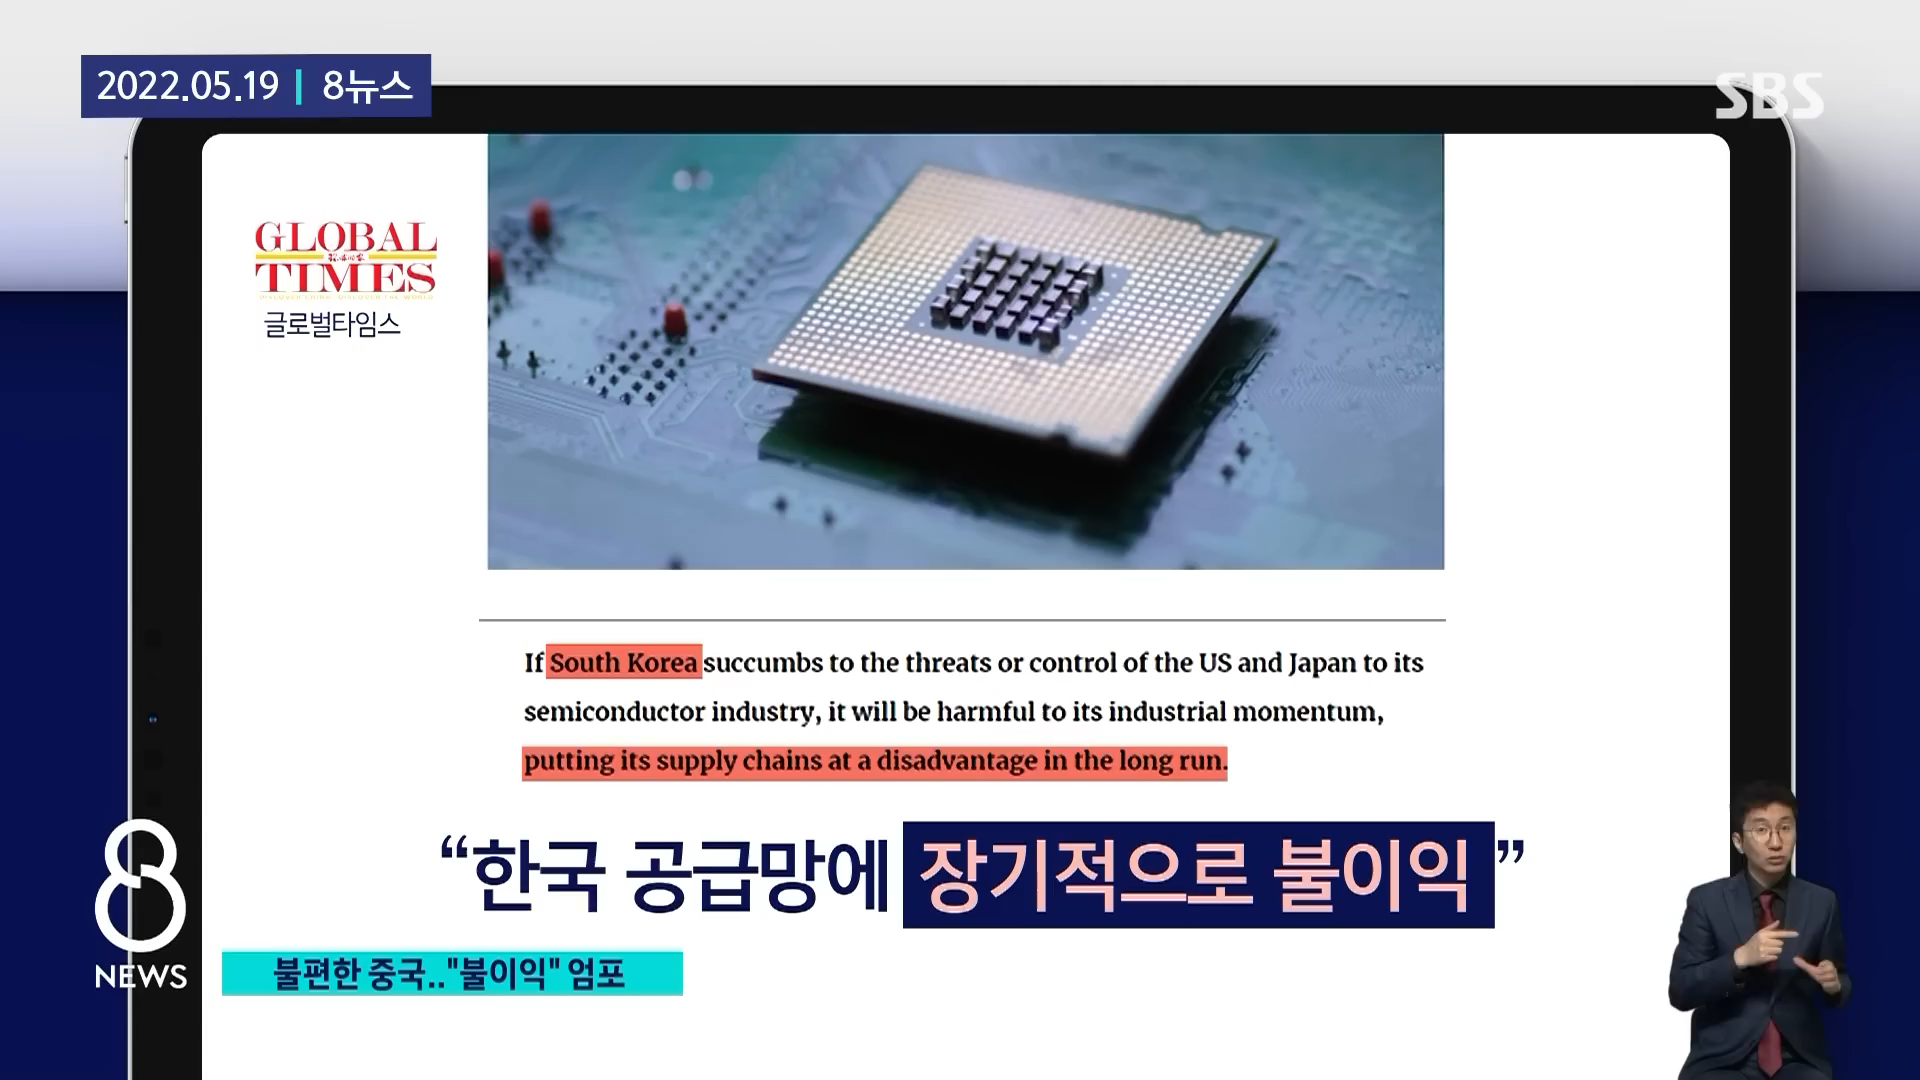 2022.05.19 | 8뉴스
SBS
GLOBAL
TIMES
글로벌타임스
If South Korea succumbs to the threats or control of the US and Japan to its
semiconductor industry, it will be harmful to its industrial momentum,
putting its supply chains at a disadvantage in the long run.
“한국 공급망에 장기적으로 불이익”
8
NEWS
불편한 중국.."불이익" 엄포